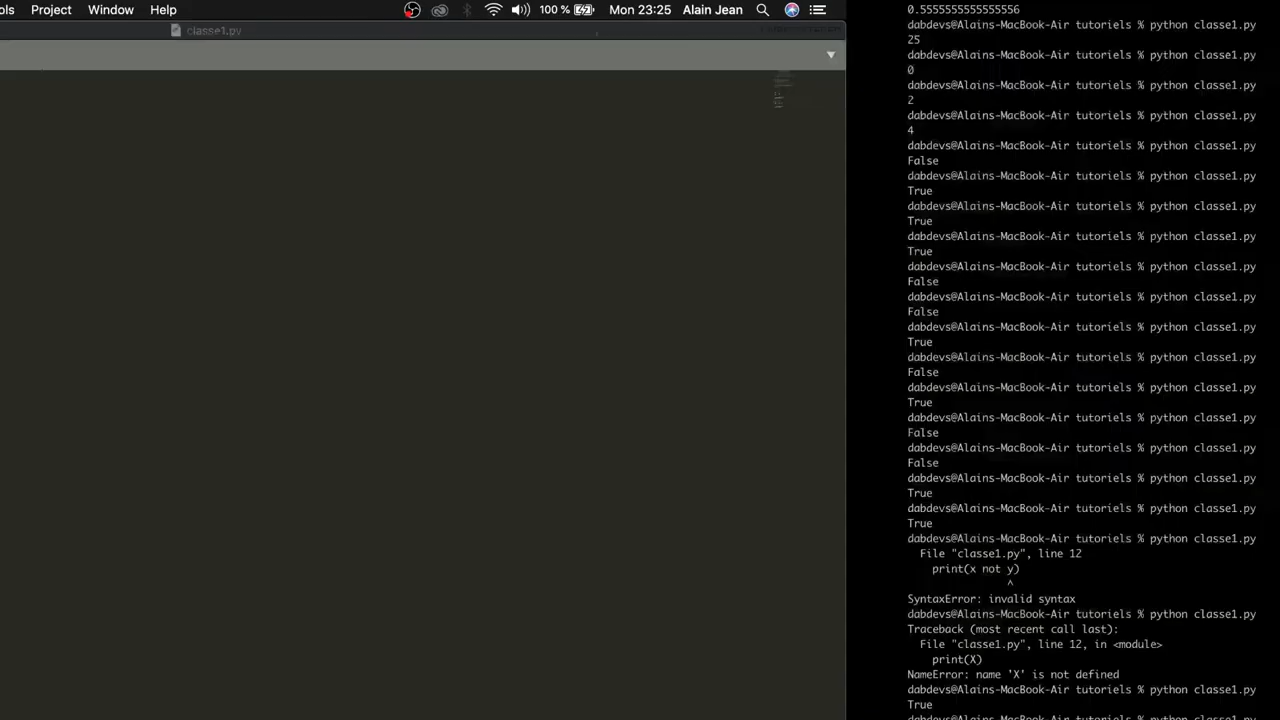 ols Project Window Help 100 % Mon 23:25 Alain Jean
classe1.py
0.5555555555555556
dabdevs@Alains-MacBook-Air tutoriels % python classe1.py
25
dabdevs@Alains-MacBook-Air tutoriels % python classe1.py
0
dabdevs@Alains-MacBook-Air tutoriels % python classe1.py
2
dabdevs@Alains-MacBook-Air tutoriels % python classe1.py
4
dabdevs@Alains-MacBook-Air tutoriels % python classe1.py
False
dabdevs@Alains-MacBook-Air tutoriels % python classe1.py
True
dabdevs@Alains-MacBook-Air tutoriels % python classe1.py
True
dabdevs@Alains-MacBook-Air tutoriels % python classe1.py
True
dabdevs@Alains-MacBook-Air tutoriels % python classe1.py
False
dabdevs@Alains-MacBook-Air tutoriels % python classe1.py
False
dabdevs@Alains-MacBook-Air tutoriels % python classe1.py
True
dabdevs@Alains-MacBook-Air tutoriels % python classe1.py
False
dabdevs@Alains-MacBook-Air tutoriels % python classe1.py
True
dabdevs@Alains-MacBook-Air tutoriels % python classe1.py
False
dabdevs@Alains-MacBook-Air tutoriels % python classe1.py
False
dabdevs@Alains-MacBook-Air tutoriels % python classe1.py
True
dabdevs@Alains-MacBook-Air tutoriels % python classe1.py
True
dabdevs@Alains-MacBook-Air tutoriels % python classe1.py
File "classe1.py", line 12
print(x not y)
^
SyntaxError: invalid syntax
dabdevs@Alains-MacBook-Air tutoriels % python classe1.py
Traceback (most recent call last):
File "classe1.py", line 12, in <module>
print(X)
NameError: name 'X' is not defined
dabdevs@Alains-MacBook-Air tutoriels % python classe1.py
True